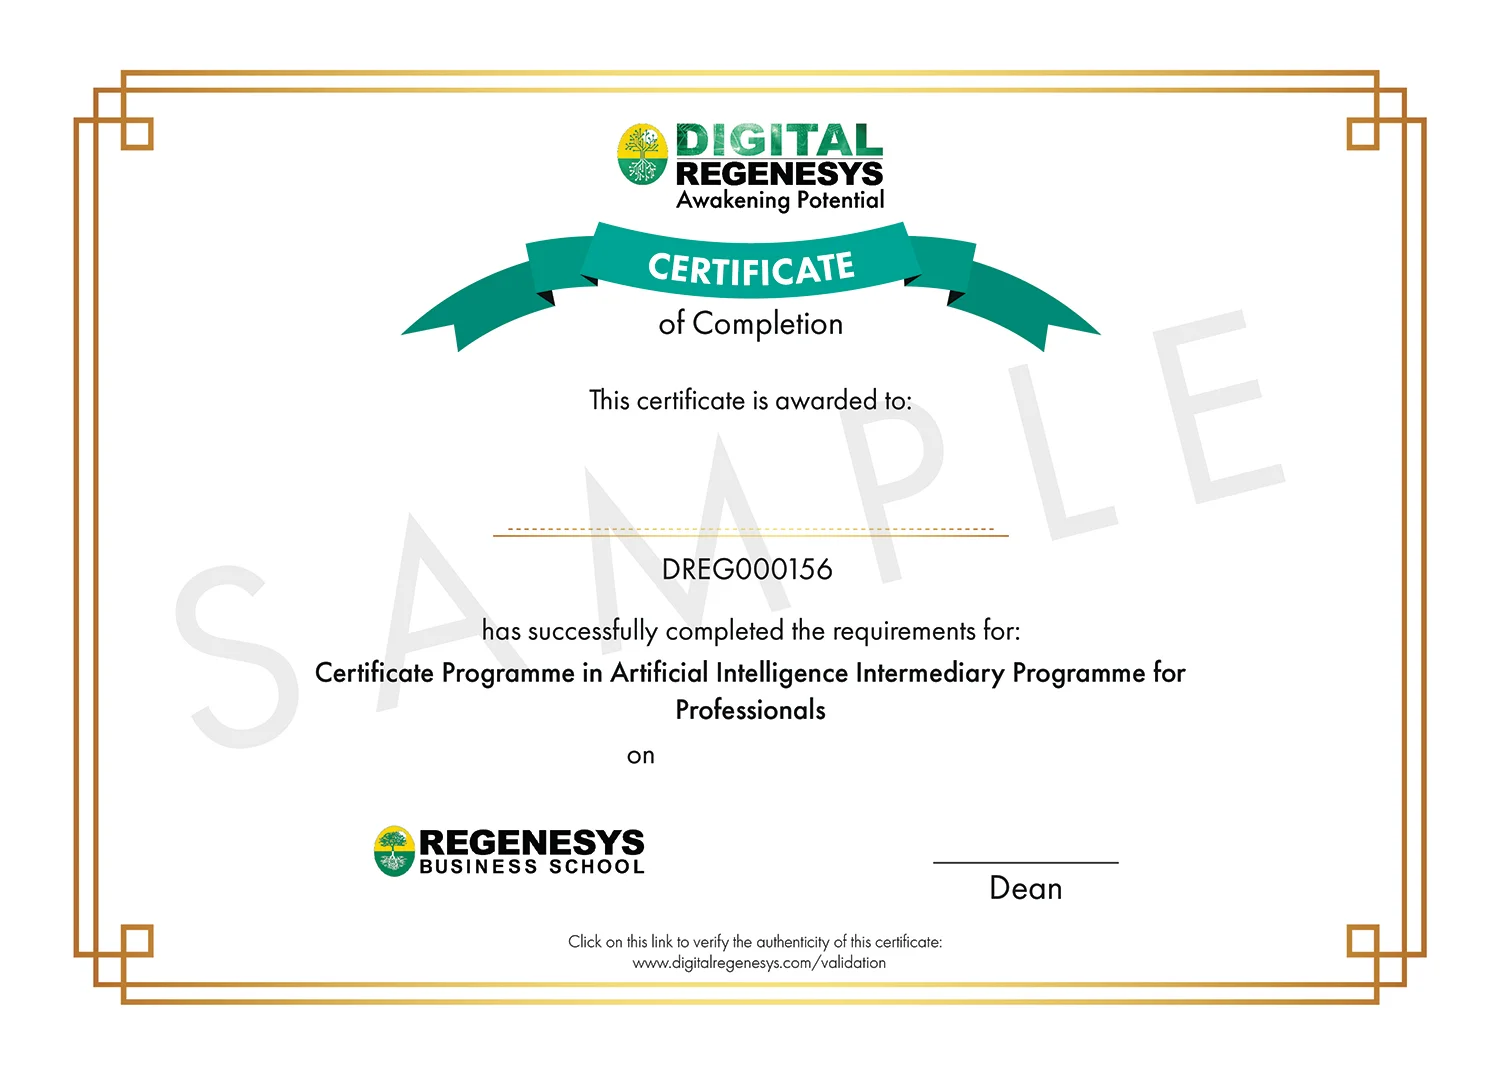 DIGITAL
REGENESYS
Awakening Potential
CERTIFICATE
of Completion
This certificate is awarded to:
SAMPLE
DREG000156
has successfully completed the requirements for:
Certificate Programme in Artificial Intelligence Intermediary Programme for
Professionals
on
REGENESYS
BUSINESS SCHOOL
Dean
Click on this link to verify the authenticity of this certificate:
www.digitalregenesys.com/validation